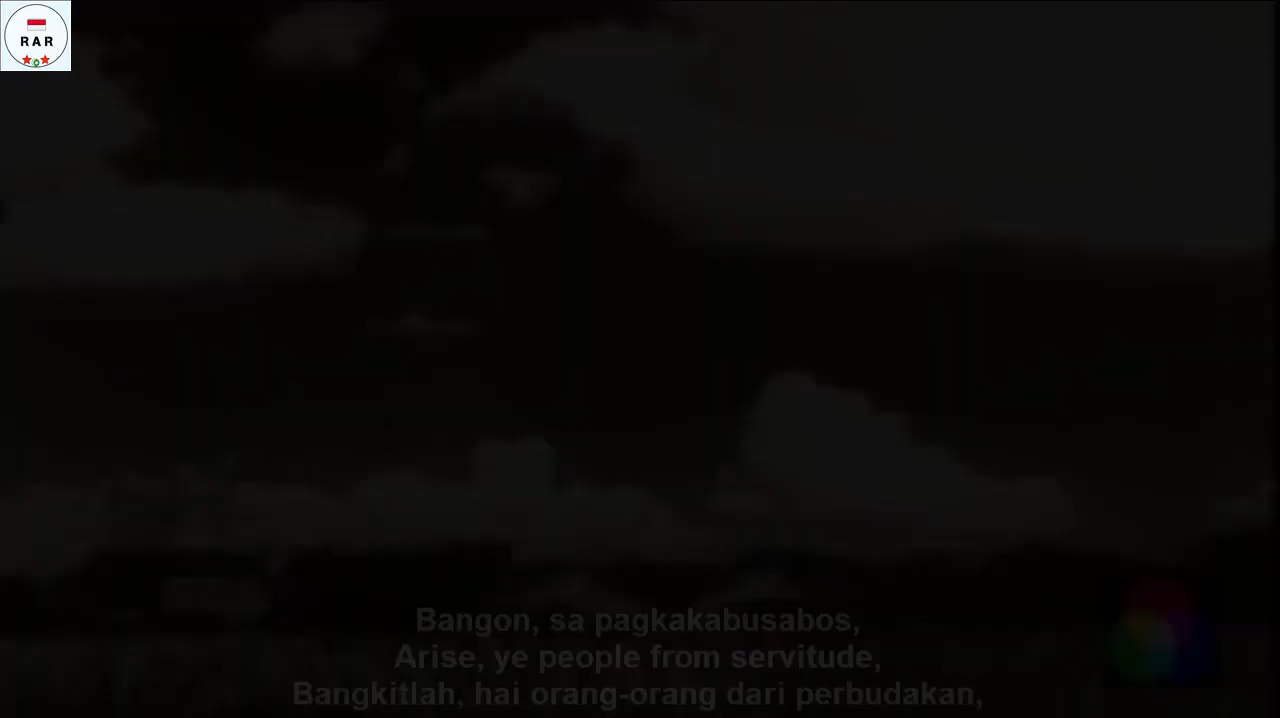 RAR
Bangon, sa pagkakabusabos,
Arise, ye people from servitude,
Bangkitlah, hai orang-orang dari perbudakan,